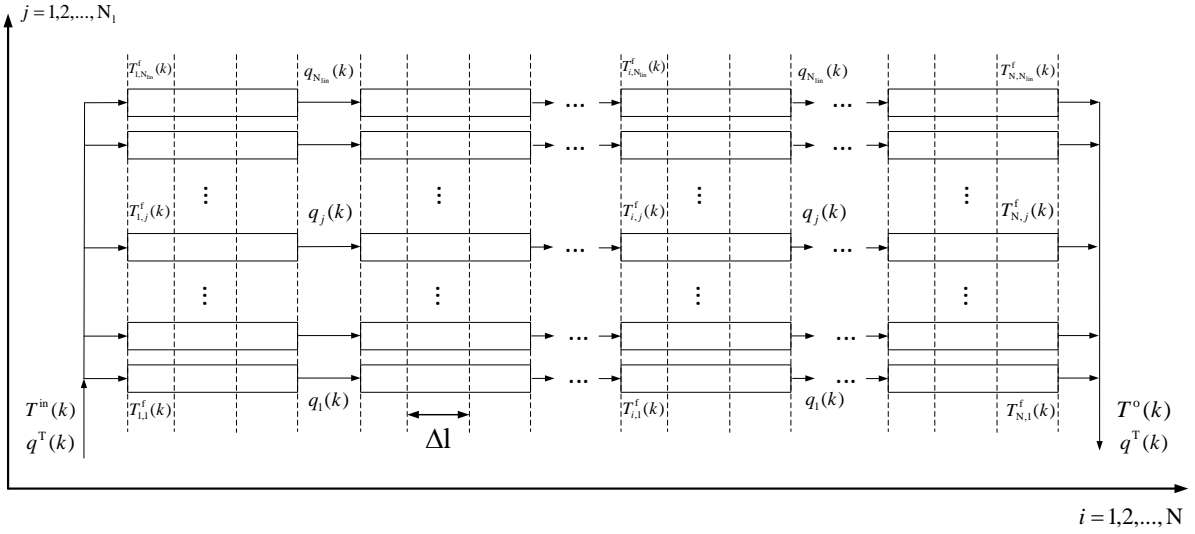 j = 1,2,..., N_l
T^f_{1,N_lin}(k) q_{N_lin}(k) T^f_{i,N_lin}(k) q_{N_lin}(k) T^f_{N,N_lin}(k)
... ...
... ...
⋮ ⋮ ⋮ ⋮
T^f_{1,j}(k) q_j(k) T^f_{i,j}(k) q_j(k) T^f_{N,j}(k)
... ...
⋮ ⋮ ⋮ ⋮
... ...
... ...
T^in(k) T^f_{1,1}(k) q_1(k) T^f_{i,1}(k) q_1(k) T^f_{N,1}(k) T^o(k)
q^T(k) Δl q^T(k)
i = 1,2,..., N